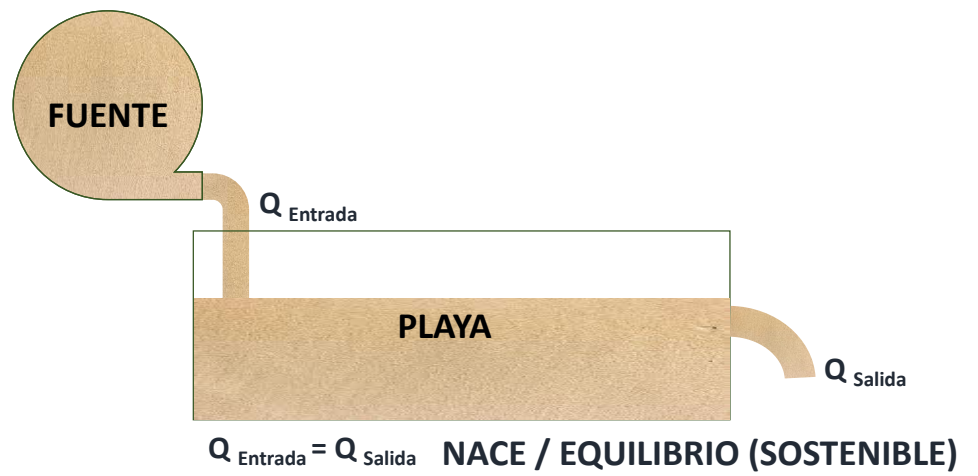 FUENTE
Q Entrada
PLAYA
Q Salida
Q Entrada = Q Salida NACE / EQUILIBRIO (SOSTENIBLE)